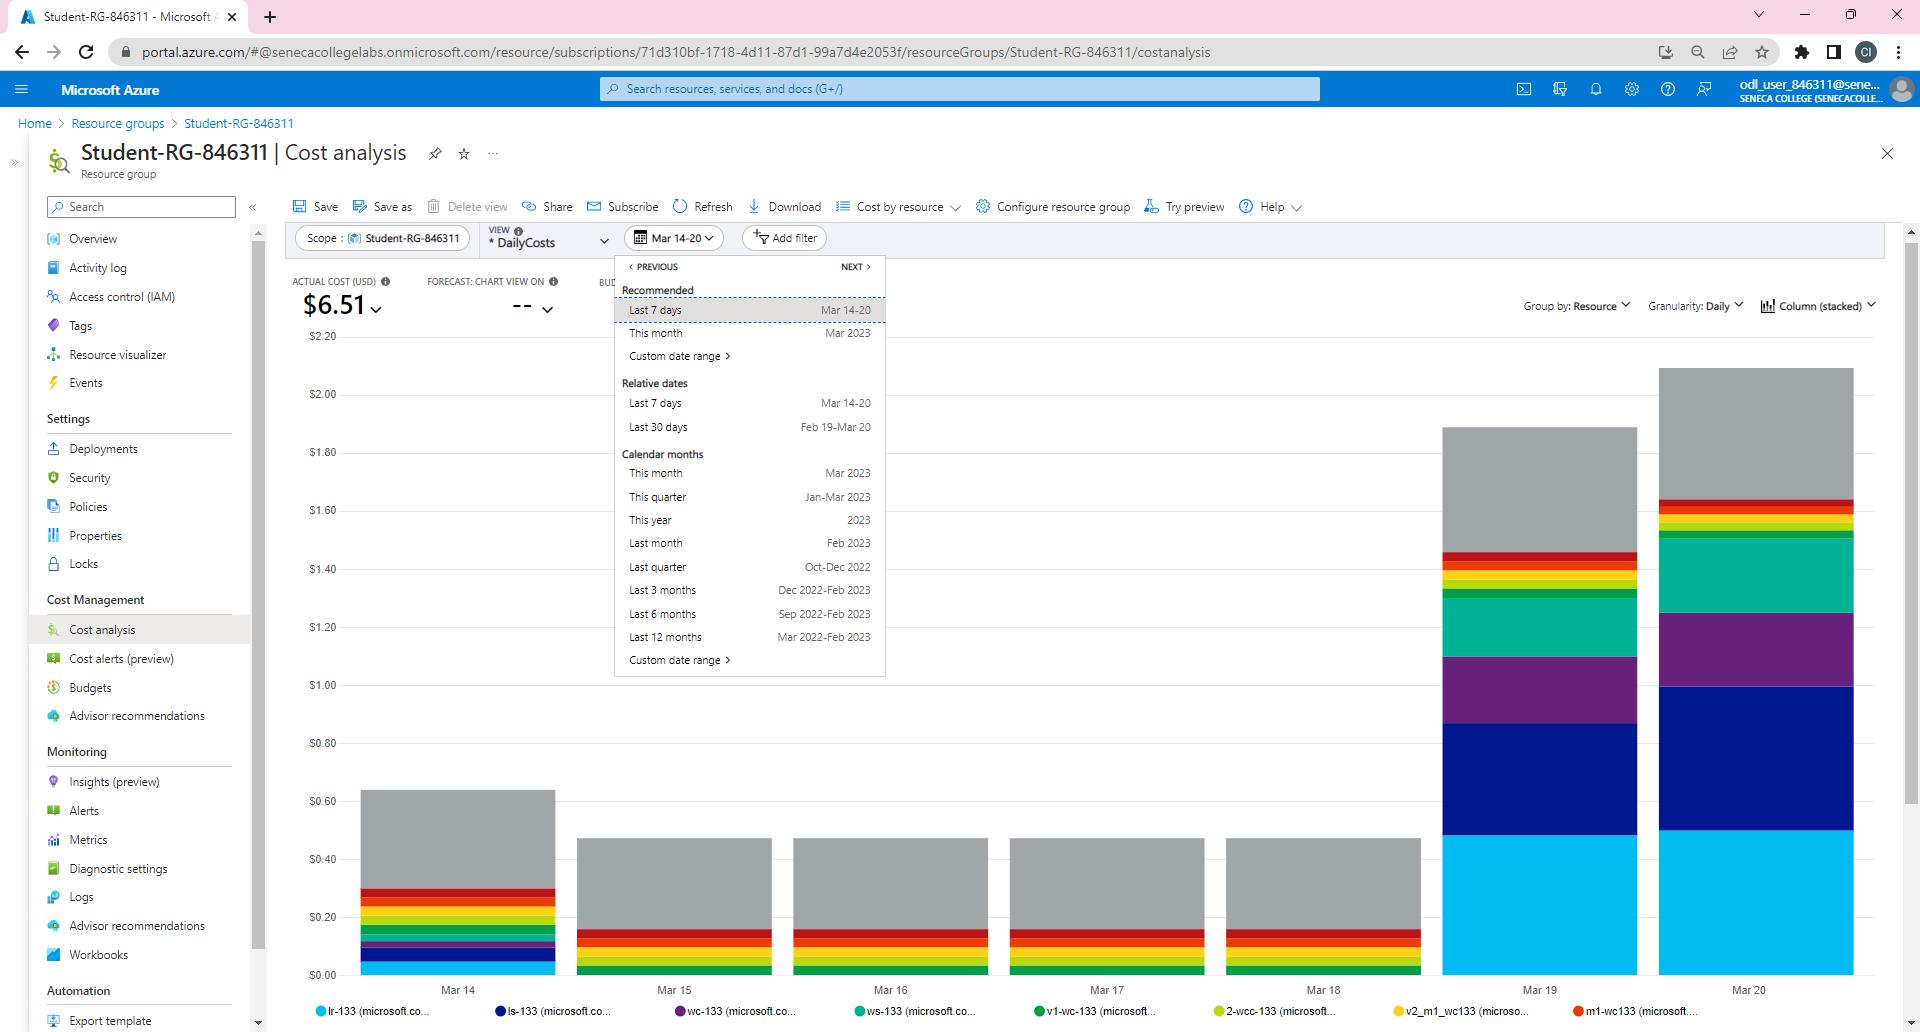 Student-RG-846311 - Microsoft A
portal.azure.com/#@senecacollegelabs.onmicrosoft.com/resource/subscriptions/71d310bf-1718-4d11-87d1-99a7d4e2053f/resourceGroups/Student-RG-846311/costanalysis
CI
Microsoft Azure
Search resources, services, and docs (G+/)
odl_user_846311@sene...
SENECA COLLEGE (SENECACOLLE...
Home > Resource groups > Student-RG-846311
Student-RG-846311 | Cost analysis
Resource group
Search
Overview
Activity log
Access control (IAM)
Tags
Resource visualizer
Events
Settings
Deployments
Security
Policies
Properties
Locks
Cost Management
Cost analysis
Cost alerts (preview)
Budgets
Advisor recommendations
Monitoring
Insights (preview)
Alerts
Metrics
Diagnostic settings
Logs
Advisor recommendations
Workbooks
Automation
Export template
Save Save as Delete view Share Subscribe Refresh Download Cost by resource Configure resource group Try preview Help
Scope : Student-RG-846311
VIEW
* DailyCosts
Mar 14-20
Add filter
ACTUAL COST (USD)
$6.51
FORECAST: CHART VIEW ON
--
BUD
< PREVIOUS NEXT >
Recommended
Last 7 days Mar 14-20
This month Mar 2023
Custom date range >
Relative dates
Last 7 days Mar 14-20
Last 30 days Feb 19-Mar 20
Calendar months
This month Mar 2023
This quarter Jan-Mar 2023
This year 2023
Last month Feb 2023
Last quarter Oct-Dec 2022
Last 3 months Dec 2022-Feb 2023
Last 6 months Sep 2022-Feb 2023
Last 12 months Mar 2022-Feb 2023
Custom date range >
Group by: Resource Granularity: Daily Column (stacked)
$2.20
$2.00
$1.80
$1.60
$1.40
$1.20
$1.00
$0.80
$0.60
$0.40
$0.20
$0.00
Mar 14 Mar 15 Mar 16 Mar 17 Mar 18 Mar 19 Mar 20
lr-133 (microsoft.co... ls-133 (microsoft.co... wc-133 (microsoft.co... ws-133 (microsoft.co... v1-wc-133 (microsoft... 2-wcc-133 (microsoft... v2_m1_wc133 (microso... m1-wc133 (microsoft....